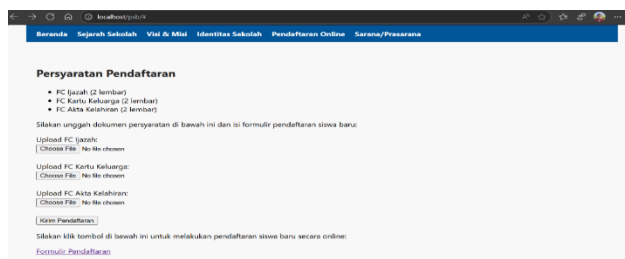 localhost/psb/#
Beranda Sejarah Sekolah Visi & Misi Identitas Sekolah Pendaftaran Online Sarana/Prasarana
Persyaratan Pendaftaran
FC Ijazah (2 lembar)
FC Kartu Keluarga (2 lembar)
FC Akta Kelahiran (2 lembar)
Silakan unggah dokumen persyaratan di bawah ini dan isi formulir pendaftaran siswa baru:
Upload FC Ijazah:
Choose File No file chosen
Upload FC Kartu Keluarga:
Choose File No file chosen
Upload FC Akta Kelahiran:
Choose File No file chosen
Kirim Pendaftaran
Silakan klik tombol di bawah ini untuk melakukan pendaftaran siswa baru secara online:
Formulir Pendaftaran